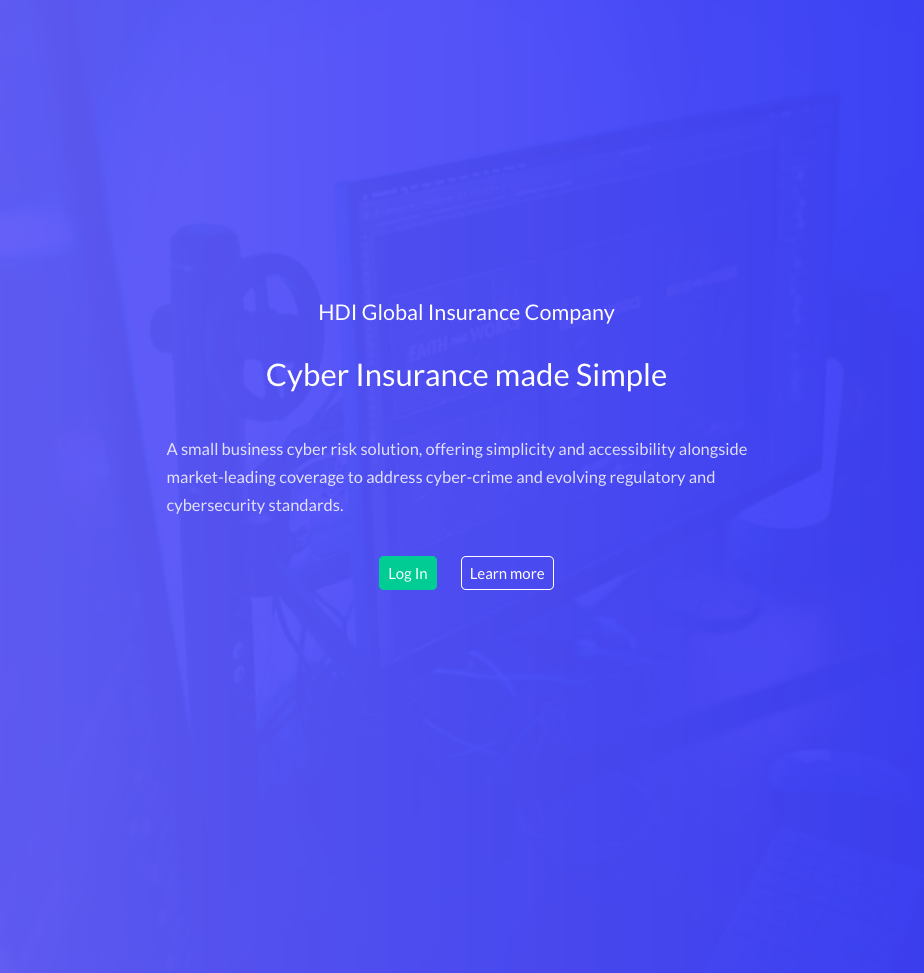 HDI Global Insurance Company
Cyber Insurance made Simple
A small business cyber risk solution, offering simplicity and accessibility alongside
market-leading coverage to address cyber-crime and evolving regulatory and
cybersecurity standards.
Log In
Learn more